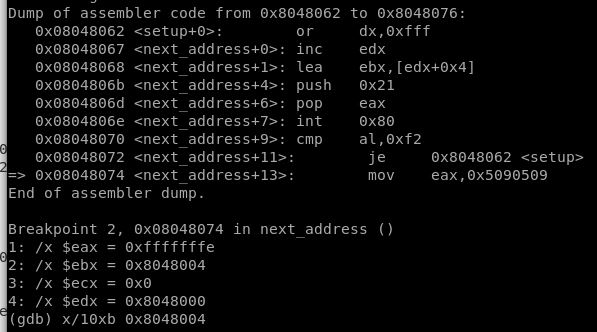 Dump of assembler code from 0x8048062 to 0x8048076:
0x08048062 <setup+0>: or dx,0xfff
0x08048067 <next_address+0>: inc edx
0x08048068 <next_address+1>: lea ebx,[edx+0x4]
0x0804806b <next_address+4>: push 0x21
0x0804806d <next_address+6>: pop eax
0x0804806e <next_address+7>: int 0x80
0x08048070 <next_address+9>: cmp al,0xf2
0x08048072 <next_address+11>: je 0x8048062 <setup>
=> 0x08048074 <next_address+13>: mov eax,0x5090509
End of assembler dump.
Breakpoint 2, 0x08048074 in next_address ()
1: /x $eax = 0xfffffffe
2: /x $ebx = 0x8048004
3: /x $ecx = 0x0
4: /x $edx = 0x8048000
(gdb) x/10xb 0x8048004